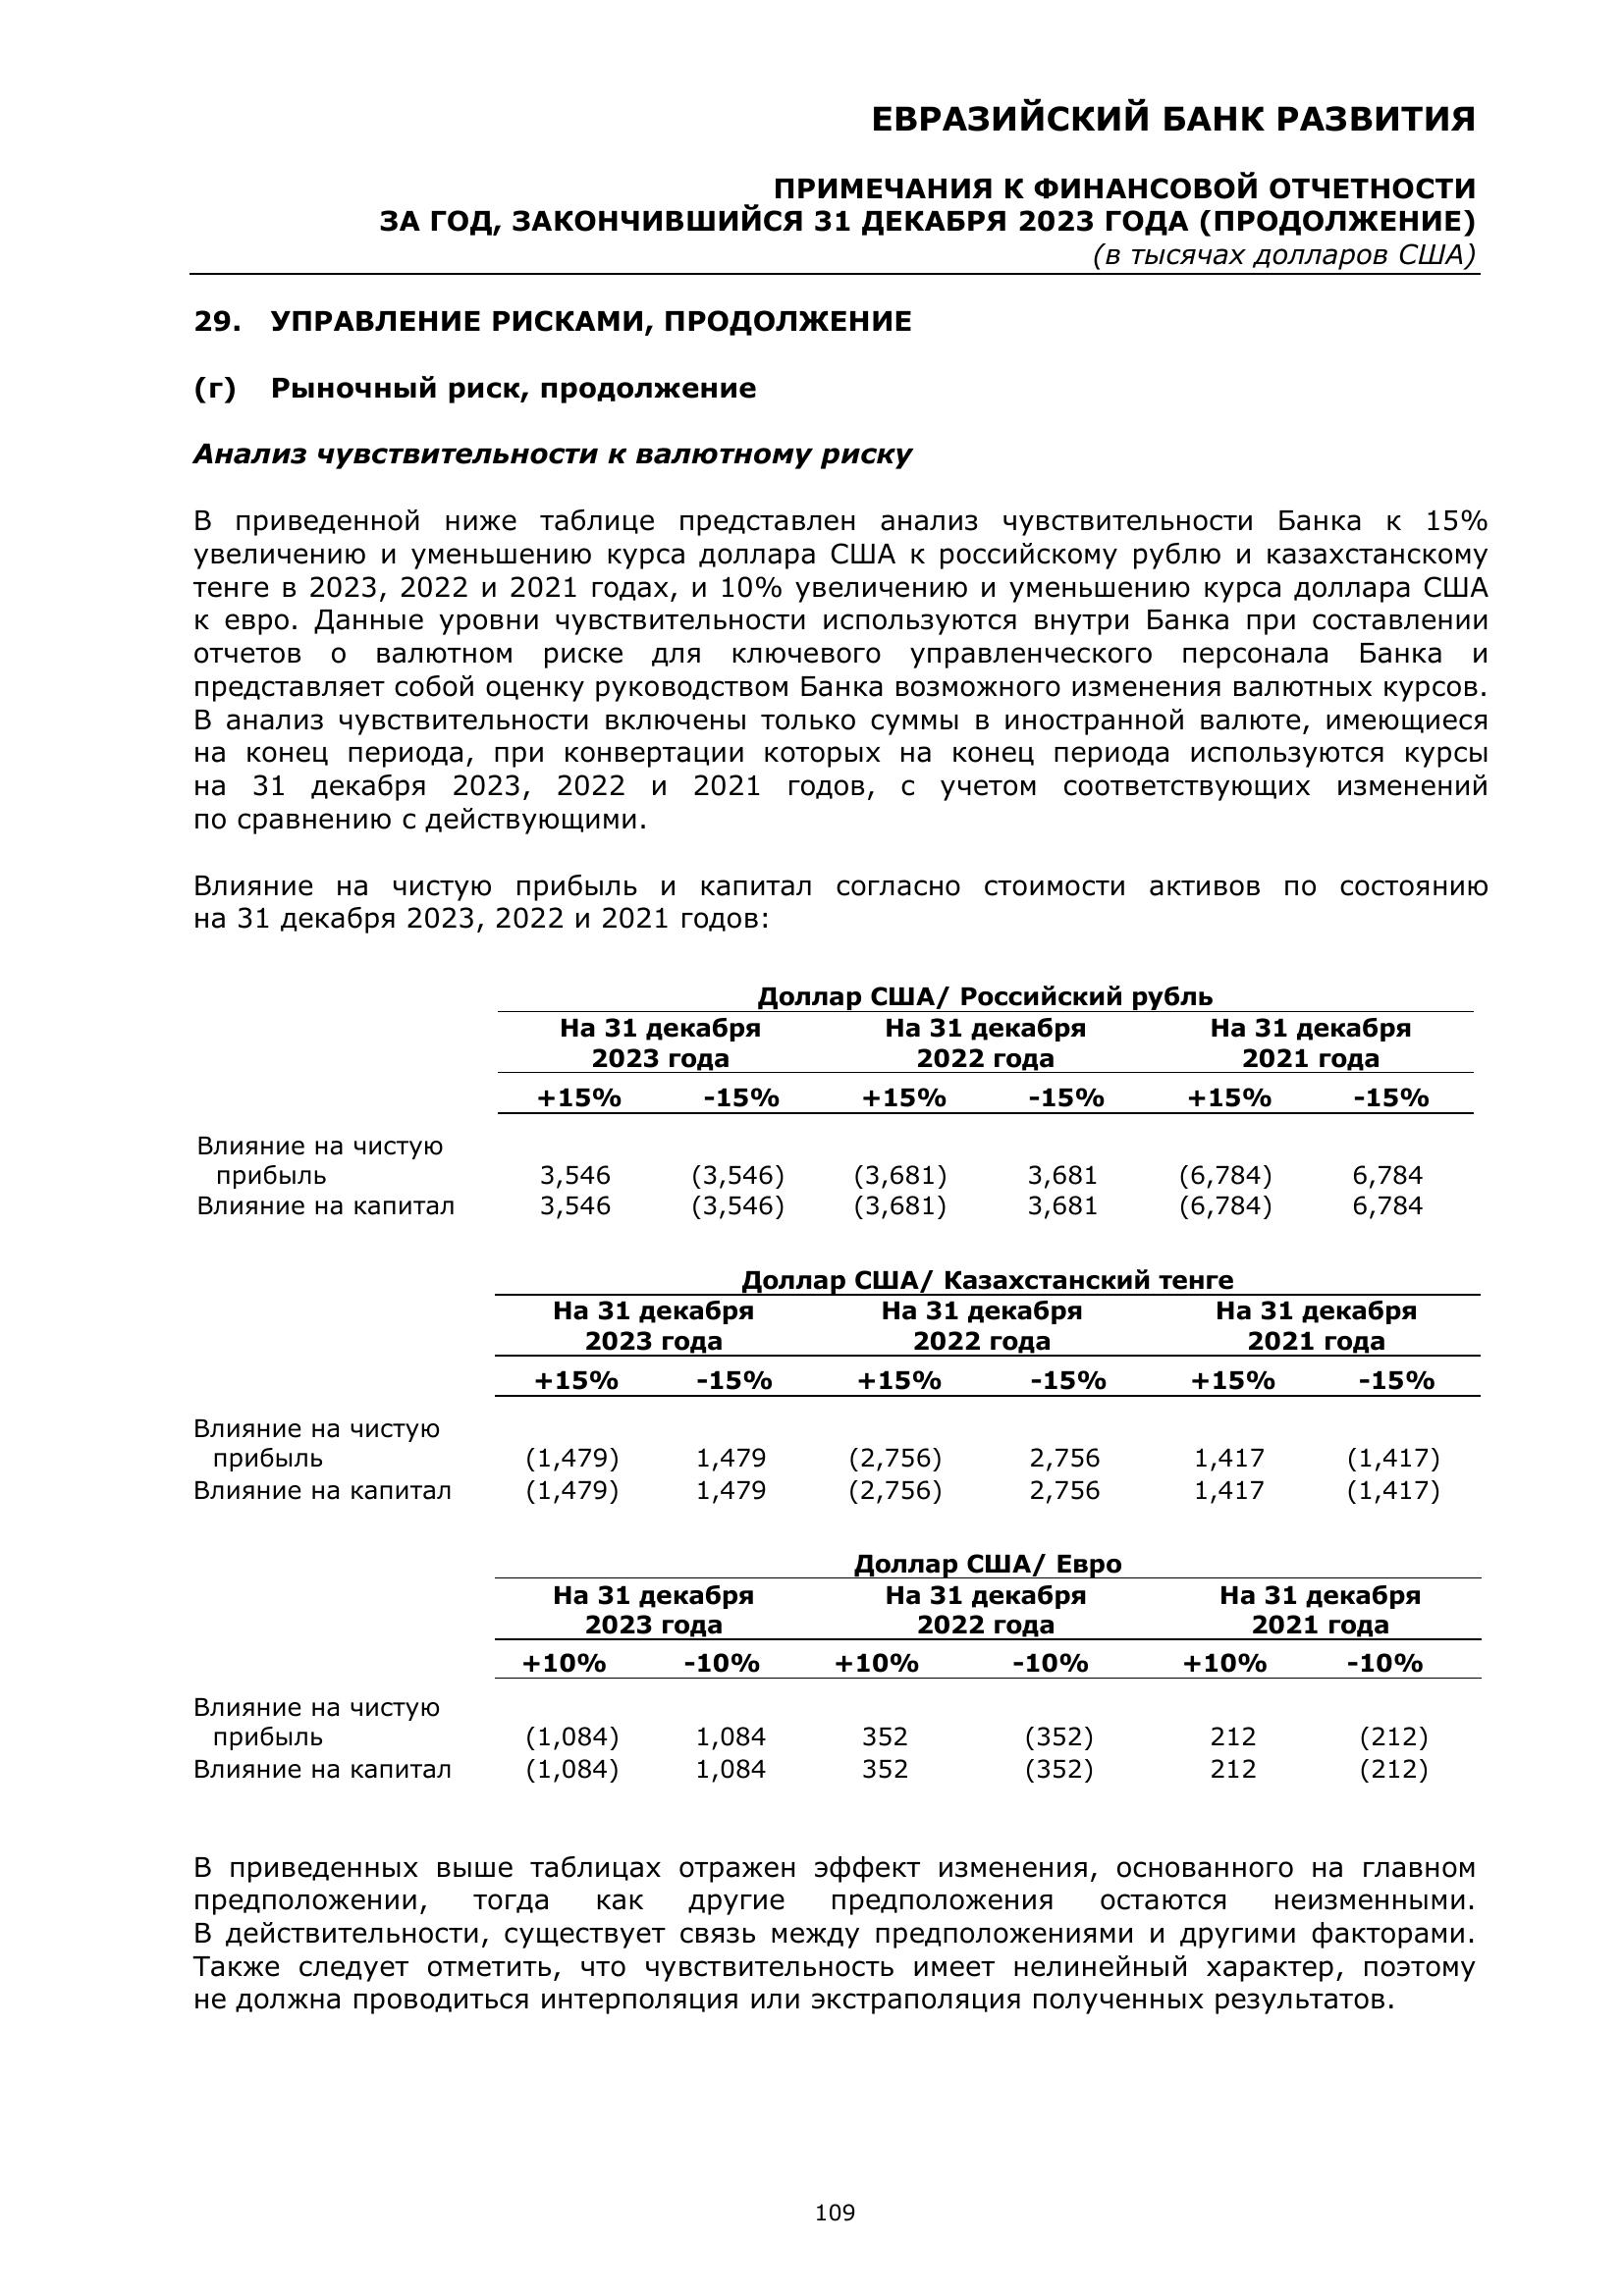 ЕВРАЗИЙСКИЙ БАНК РАЗВИТИЯ
ПРИМЕЧАНИЯ К ФИНАНСОВОЙ ОТЧЕТНОСТИ
ЗА ГОД, ЗАКОНЧИВШИЙСЯ 31 ДЕКАБРЯ 2023 ГОДА (ПРОДОЛЖЕНИЕ)
(в тысячах долларов США)
29. УПРАВЛЕНИЕ РИСКАМИ, ПРОДОЛЖЕНИЕ
(г) Рыночный риск, продолжение
Анализ чувствительности к валютному риску
В приведенной ниже таблице представлен анализ чувствительности Банка к 15%
увеличению и уменьшению курса доллара США к российскому рублю и казахстанскому
тенге в 2023, 2022 и 2021 годах, и 10% увеличению и уменьшению курса доллара США
к евро. Данные уровни чувствительности используются внутри Банка при составлении
отчетов о валютном риске для ключевого управленческого персонала Банка и
представляет собой оценку руководством Банка возможного изменения валютных курсов.
В анализ чувствительности включены только суммы в иностранной валюте, имеющиеся
на конец периода, при конвертации которых на конец периода используются курсы
на 31 декабря 2023, 2022 и 2021 годов, с учетом соответствующих изменений
по сравнению с действующими.
Влияние на чистую прибыль и капитал согласно стоимости активов по состоянию
на 31 декабря 2023, 2022 и 2021 годов:
Доллар США/ Российский рубль
На 31 декабря На 31 декабря На 31 декабря
2023 года 2022 года 2021 года
+15% -15% +15% -15% +15% -15%
Влияние на чистую
прибыль 3,546 (3,546) (3,681) 3,681 (6,784) 6,784
Влияние на капитал 3,546 (3,546) (3,681) 3,681 (6,784) 6,784
Доллар США/ Казахстанский тенге
На 31 декабря На 31 декабря На 31 декабря
2023 года 2022 года 2021 года
+15% -15% +15% -15% +15% -15%
Влияние на чистую
прибыль (1,479) 1,479 (2,756) 2,756 1,417 (1,417)
Влияние на капитал (1,479) 1,479 (2,756) 2,756 1,417 (1,417)
Доллар США/ Евро
На 31 декабря На 31 декабря На 31 декабря
2023 года 2022 года 2021 года
+10% -10% +10% -10% +10% -10%
Влияние на чистую
прибыль (1,084) 1,084 352 (352) 212 (212)
Влияние на капитал (1,084) 1,084 352 (352) 212 (212)
В приведенных выше таблицах отражен эффект изменения, основанного на главном
предположении, тогда как другие предположения остаются неизменными.
В действительности, существует связь между предположениями и другими факторами.
Также следует отметить, что чувствительность имеет нелинейный характер, поэтому
не должна проводиться интерполяция или экстраполяция полученных результатов.
109